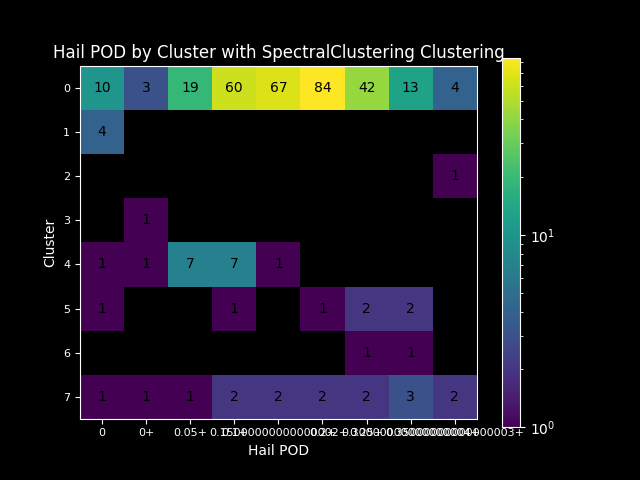 Hail POD by Cluster with SpectralClustering Clustering
0 10 3 19 60 67 84 42 13 4
1 4
2 1
3 1
4 1 1 7 7 1
5 1 1 1 2 2
6 1 1
7 1 1 1 2 2 2 2 3 2
Cluster
0 0+ 0.05+
Hail POD
10¹
10⁰